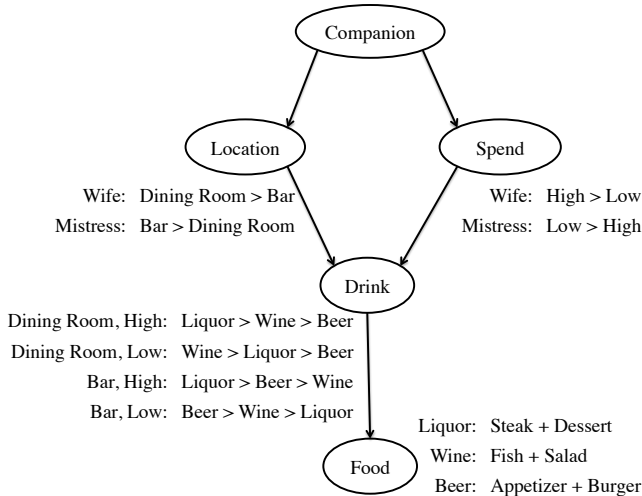 Companion
Location
Spend
Wife: Dining Room > Bar
Mistress: Bar > Dining Room
Wife: High > Low
Mistress: Low > High
Drink
Dining Room, High: Liquor > Wine > Beer
Dining Room, Low: Wine > Liquor > Beer
Bar, High: Liquor > Beer > Wine
Bar, Low: Beer > Wine > Liquor
Food
Liquor: Steak + Dessert
Wine: Fish + Salad
Beer: Appetizer + Burger